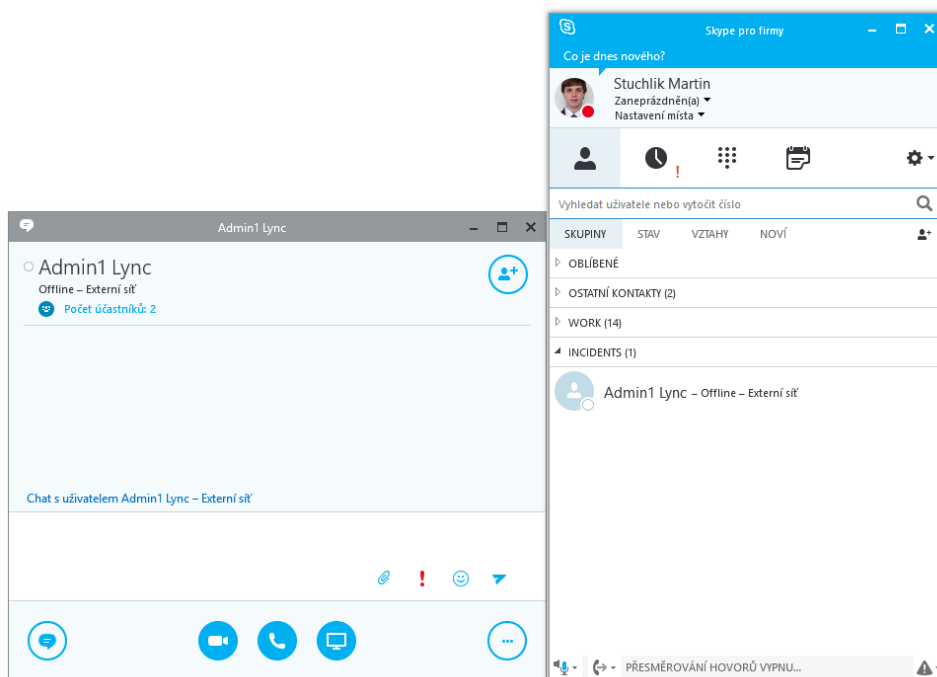 Skype pro firmy
Co je dnes nového?
Stuchlik Martin
Zaneprázdněn(a)
Nastavení místa
Vyhledat uživatele nebo vytočit číslo
SKUPINY STAV VZTAHY NOVÍ
OBLÍBENÉ
OSTATNÍ KONTAKTY (2)
WORK (14)
INCIDENTS (1)
Admin1 Lync – Offline – Externí síť
PŘESMĚROVÁNÍ HOVORŮ VYPNU...
Admin1 Lync
Admin1 Lync
Offline – Externí síť
Počet účastníků: 2
Chat s uživatelem Admin1 Lync – Externí síť